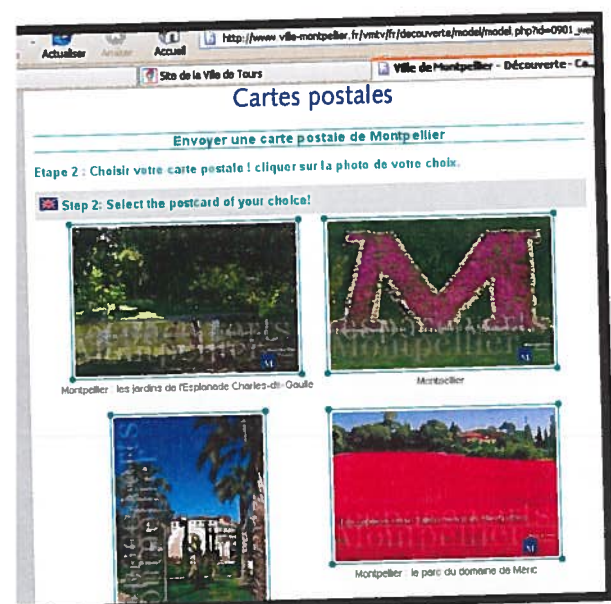 Actualiser Arrêter Accueil http://www.ville-montpellier.fr/vmtv/fr/decouverte/model/model.php?id=0901_wel
Site de la Ville de Tours
Ville de Montpellier - Découverte - Ca...
Cartes postales
Envoyer une carte postale de Montpellier
Etape 2 : Choisir votre carte postale ! cliquer sur la photo de votre choix.
Step 2: Select the postcard of your choice!
M
Montpellier : les jardins de l'Esplanade Charles-de-Gaulle
M
Montpellier
M
Montpellier : le parc du domaine de Méric